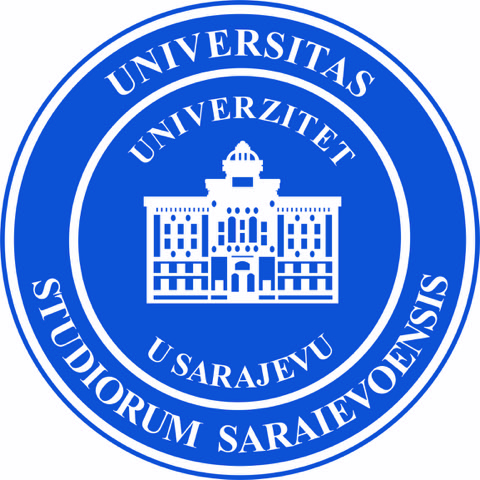 UNIVERSITAS
STUDIORUM SARAIEVOENSIS
UNIVERZITET
U SARAJEVU